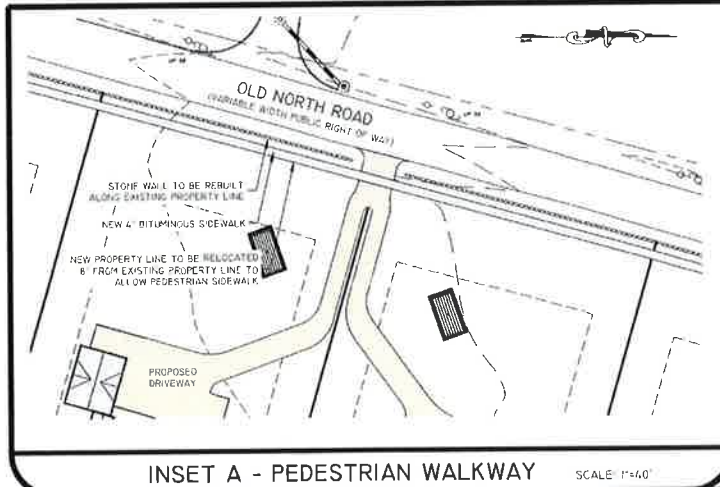 OLD NORTH ROAD
(VARIABLE WIDTH PUBLIC RIGHT OF WAY)
STONE WALL TO BE REBUILT
ALONG EXISTING PROPERTY LINE
NEW 4' BITUMINOUS SIDEWALK
NEW PROPERTY LINE TO BE RELOCATED
8' FROM EXISTING PROPERTY LINE TO
ALLOW PEDESTRIAN SIDEWALK
PROPOSED
DRIVEWAY
INSET A - PEDESTRIAN WALKWAY
SCALE: 1"=40'